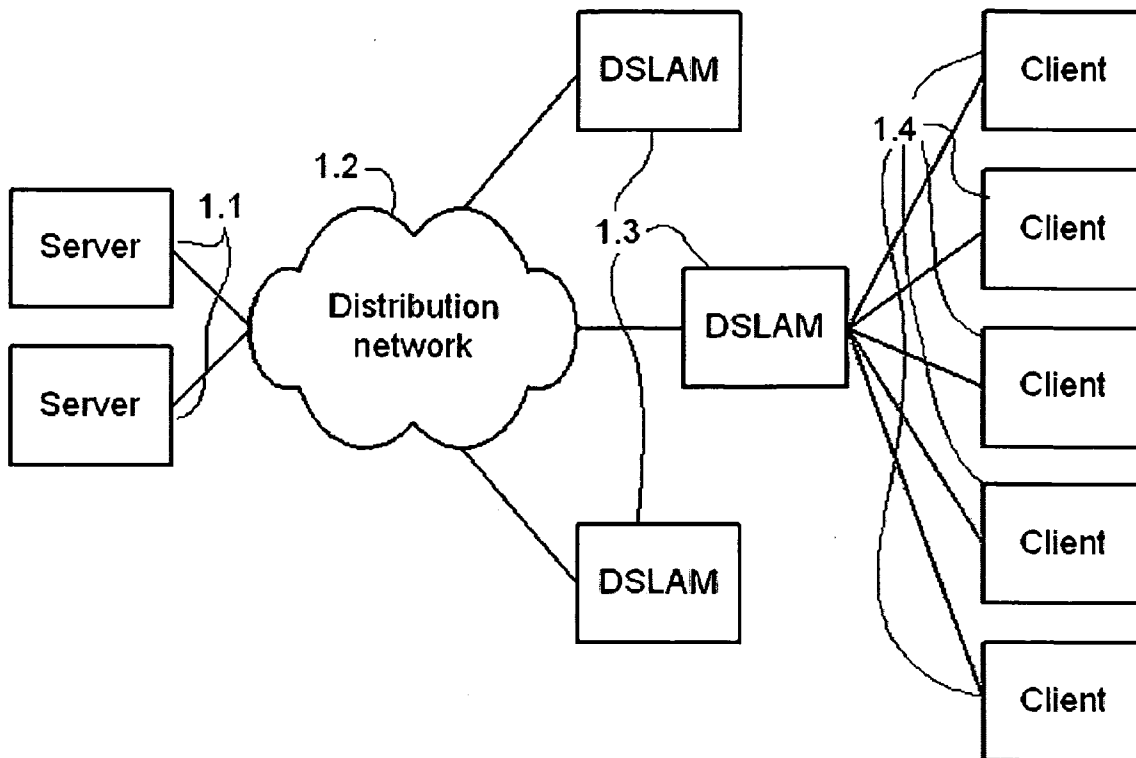 DSLAM
Client
1.4
1.2
Client
1.1
Server
1.3
Distribution
network
DSLAM
Client
Server
Client
DSLAM
Client